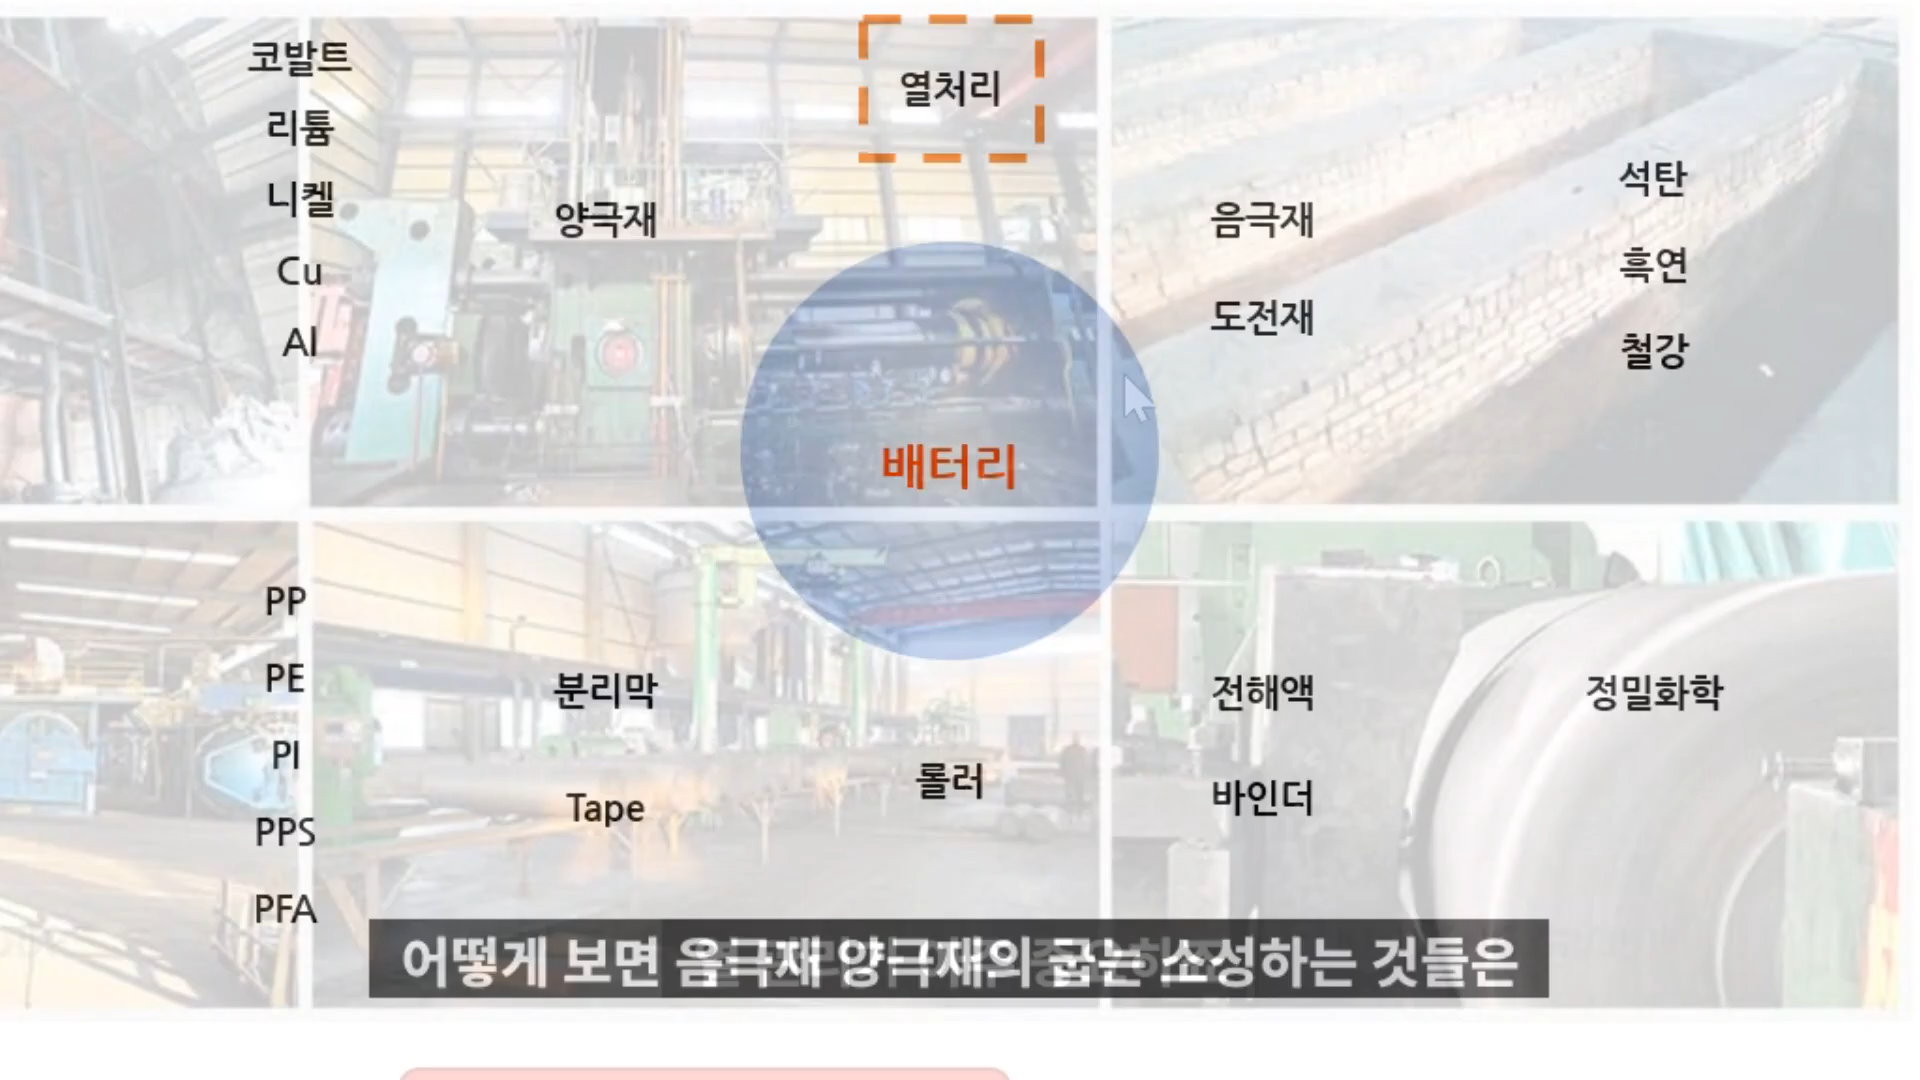 코발트
리튬
니켈
Cu
Al
양극재
열처리
음극재
도전재
석탄
흑연
철강
배터리
PP
PE
PI
PPS
PFA
분리막
Tape
롤러
전해액
바인더
정밀화학
어떻게 보면 음극재 양극재의 굽는 소성하는 것들은